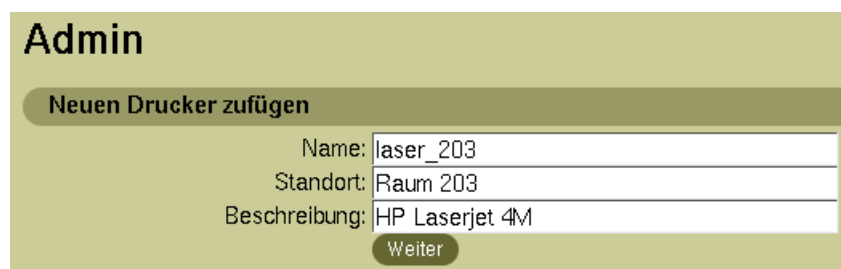 Admin
Neuen Drucker zufügen
Name: laser_203
Standort: Raum 203
Beschreibung: HP Laserjet 4M
Weiter